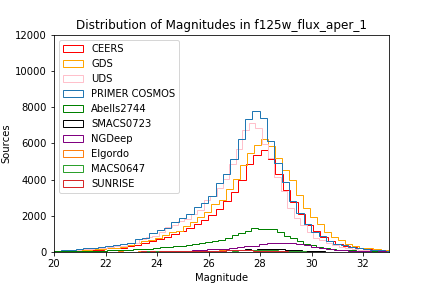 Distribution of Magnitudes in f125w_flux_aper_1
12000
10000
8000
6000
4000
2000
0
Sources
CEERS
GDS
UDS
PRIMER COSMOS
Abells2744
SMACS0723
NGDeep
Elgordo
MACS0647
SUNRISE
20 22 24 26 28 30 32
Magnitude